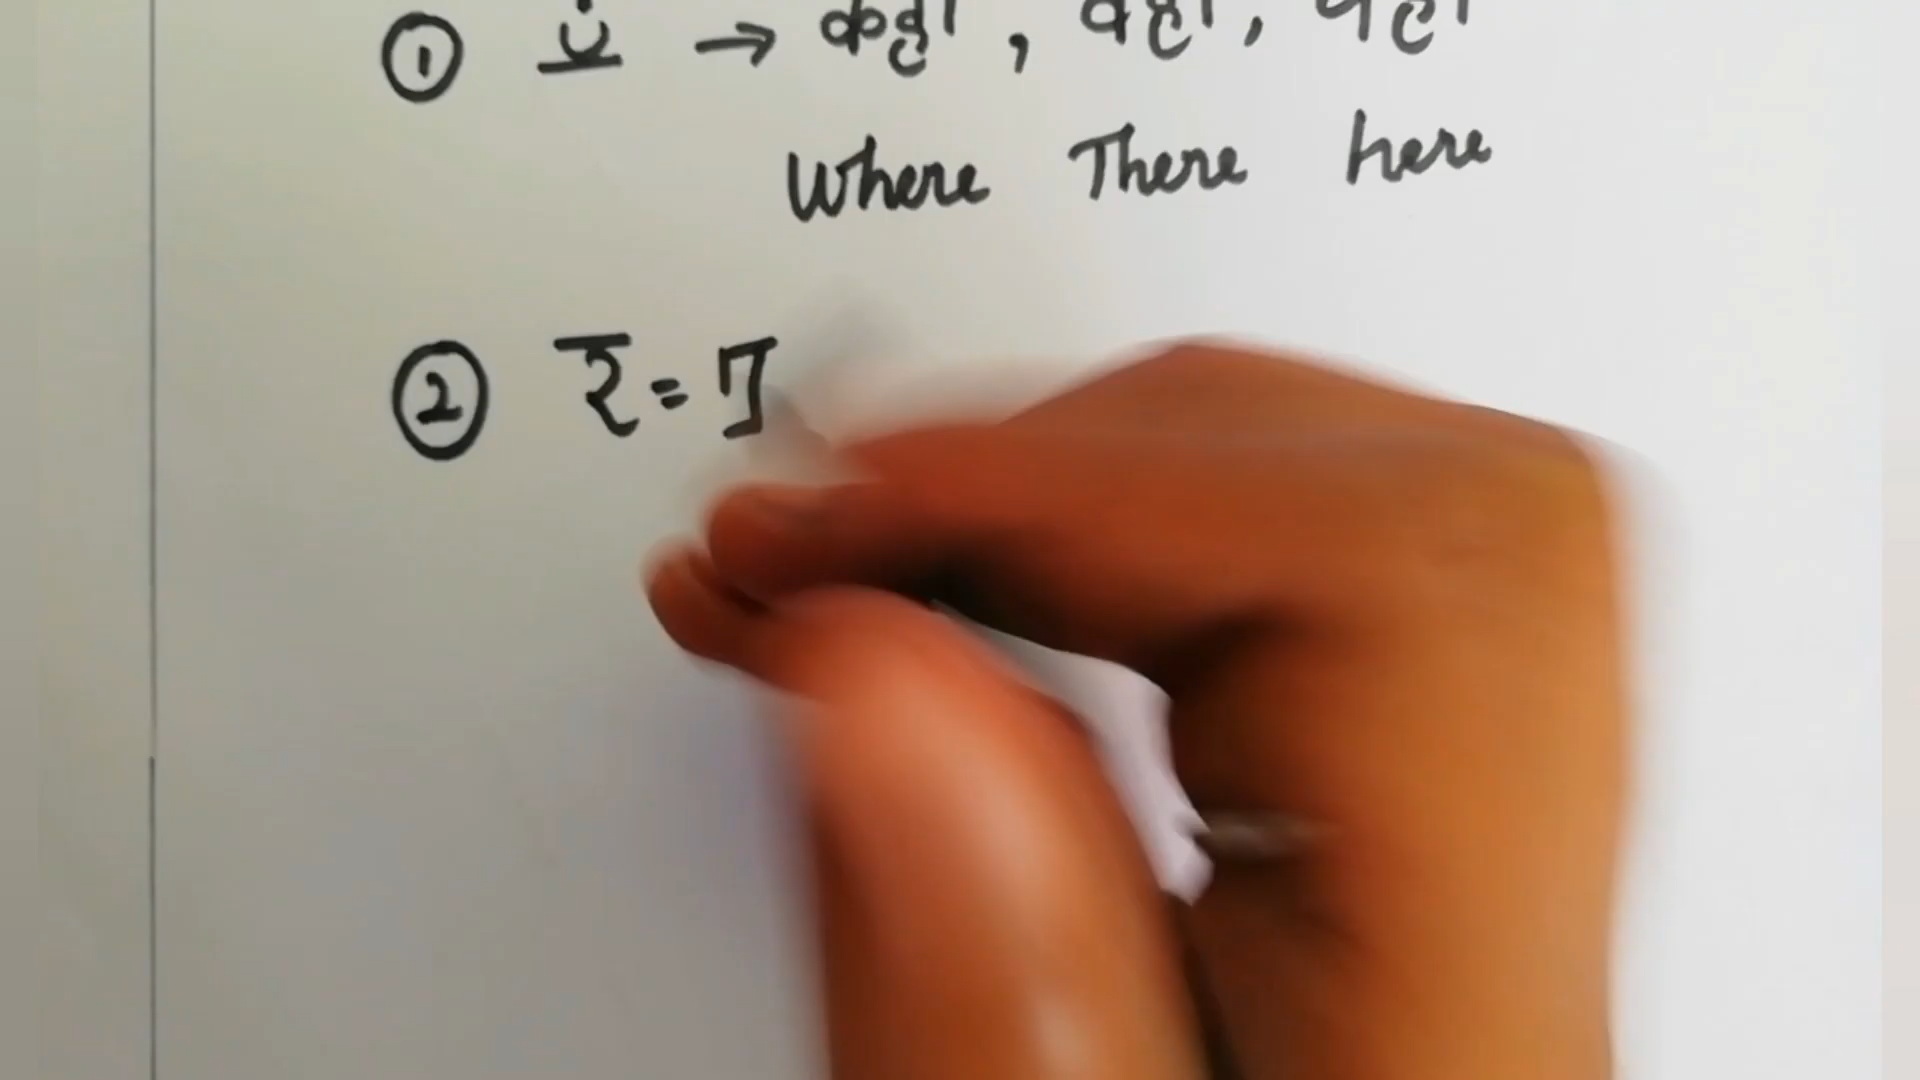 ① ँ → कहा, वहा, यहा
Where There here
② र =